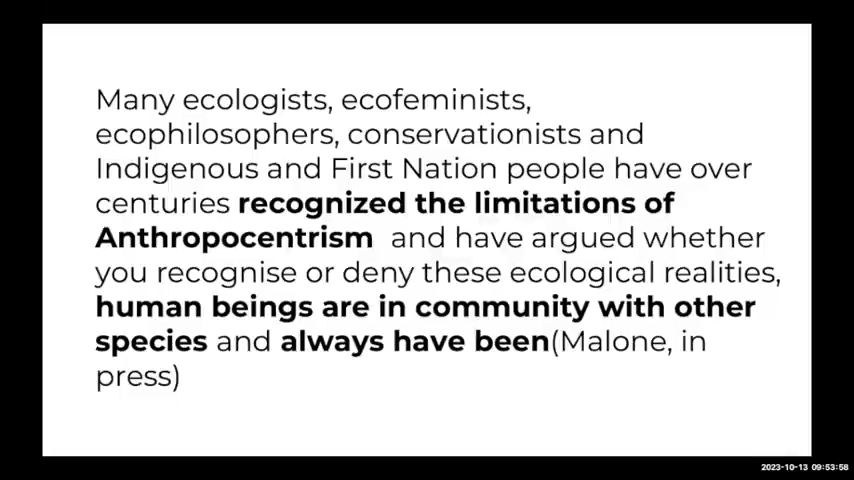 Many ecologists, ecofeminists,
ecophilosophers, conservationists and
Indigenous and First Nation people have over
centuries recognized the limitations of
Anthropocentrism  and have argued whether
you recognise or deny these ecological realities,
human beings are in community with other
species and always have been(Malone, in
press)
2023-10-13 09:53:58